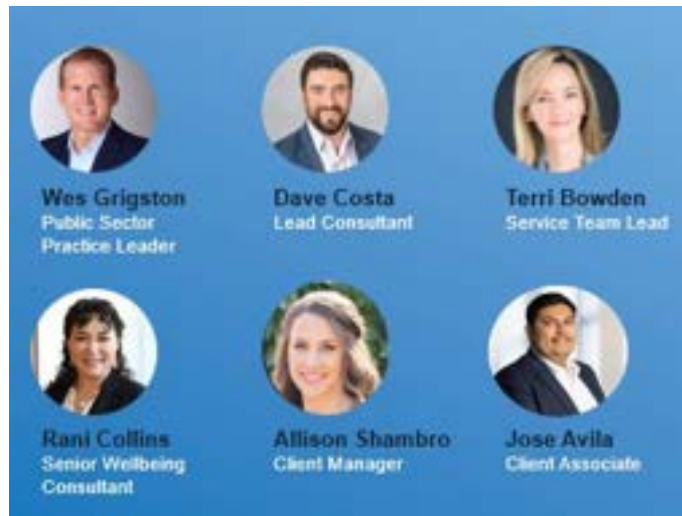 Wes Grigston
Public Sector
Practice Leader
Dave Costa
Lead Consultant
Terri Bowden
Service Team Lead
Rani Collins
Senior Wellbeing
Consultant
Allison Shambro
Client Manager
Jose Avila
Client Associate